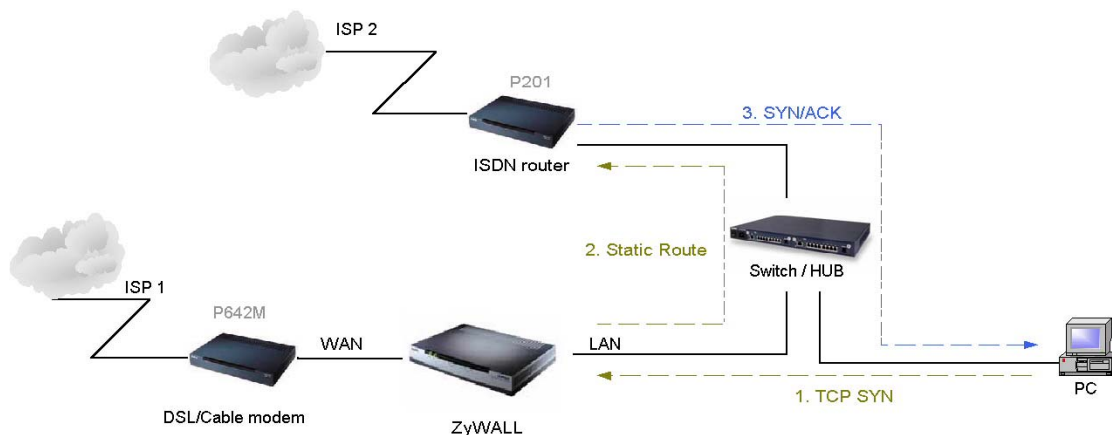 ISP 2
P201
3. SYN/ACK
ISDN router
2. Static Route
Switch / HUB
ISP 1
P642M
WAN
LAN
PC
1. TCP SYN
DSL/Cable modem
ZyWALL